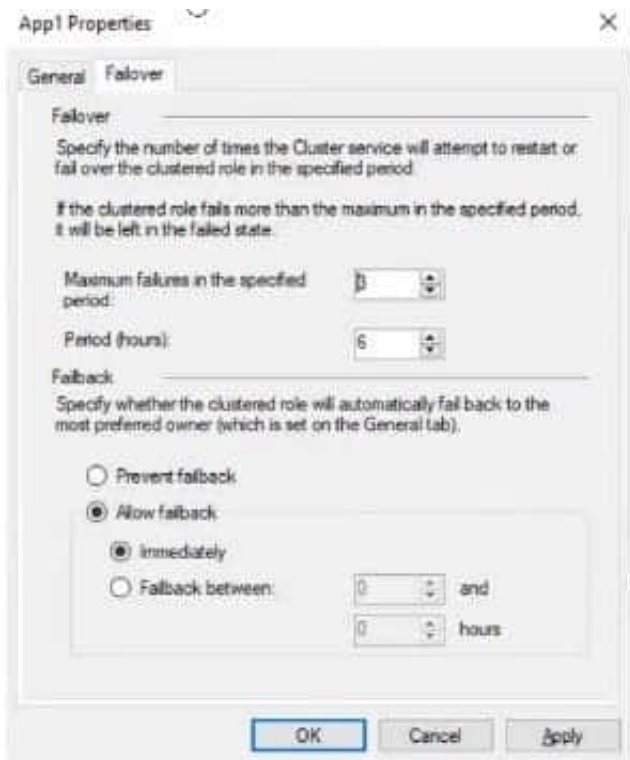 App1 Properties
General Failover
Failover
Specify the number of times the Cluster service will attempt to restart or
fail over the clustered role in the specified period.
If the clustered role fails more than the maximum in the specified period,
it will be left in the failed state.
Maximum failures in the specified
period:
Period (hours): 6
Failback
Specify whether the clustered role will automatically fail back to the
most preferred owner (which is set on the General tab).
Prevent failback
Allow failback
Immediately
Failback between: 0 and
0 hours
OK Cancel Apply